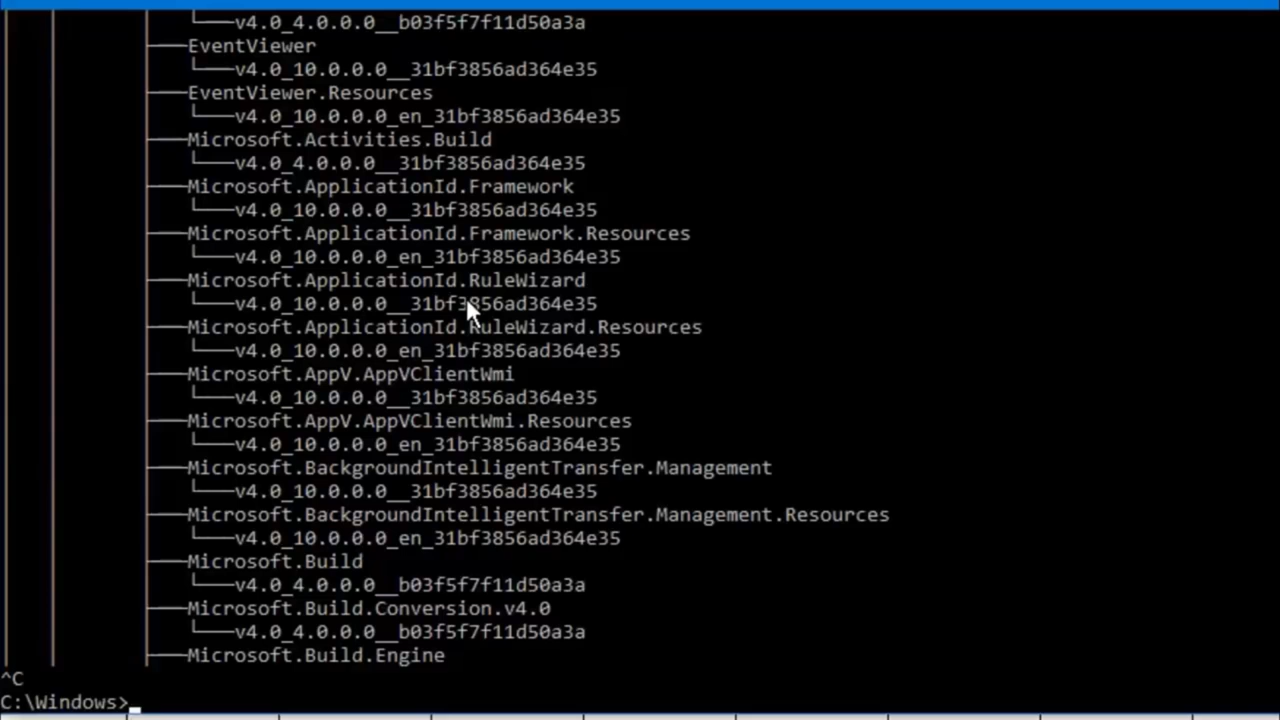 └───v4.0_4.0.0.0__b03f5f7f11d50a3a
├───EventViewer
│   └───v4.0_10.0.0.0__31bf3856ad364e35
├───EventViewer.Resources
│   └───v4.0_10.0.0.0_en_31bf3856ad364e35
├───Microsoft.Activities.Build
│   └───v4.0_4.0.0.0__31bf3856ad364e35
├───Microsoft.ApplicationId.Framework
│   └───v4.0_10.0.0.0__31bf3856ad364e35
├───Microsoft.ApplicationId.Framework.Resources
│   └───v4.0_10.0.0.0_en_31bf3856ad364e35
├───Microsoft.ApplicationId.RuleWizard
│   └───v4.0_10.0.0.0__31bf3856ad364e35
├───Microsoft.ApplicationId.RuleWizard.Resources
│   └───v4.0_10.0.0.0_en_31bf3856ad364e35
├───Microsoft.AppV.AppVClientWmi
│   └───v4.0_10.0.0.0__31bf3856ad364e35
├───Microsoft.AppV.AppVClientWmi.Resources
│   └───v4.0_10.0.0.0_en_31bf3856ad364e35
├───Microsoft.BackgroundIntelligentTransfer.Management
│   └───v4.0_10.0.0.0__31bf3856ad364e35
├───Microsoft.BackgroundIntelligentTransfer.Management.Resources
│   └───v4.0_10.0.0.0_en_31bf3856ad364e35
├───Microsoft.Build
│   └───v4.0_4.0.0.0__b03f5f7f11d50a3a
├───Microsoft.Build.Conversion.v4.0
│   └───v4.0_4.0.0.0__b03f5f7f11d50a3a
├───Microsoft.Build.Engine
^C
C:\Windows>